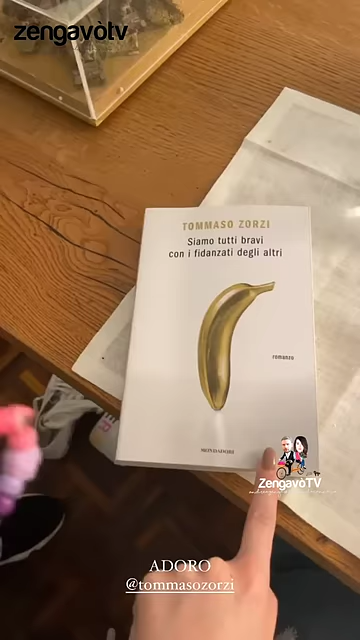 zengavòtv
TOMMASO ZORZI
Siamo tutti bravi
con i fidanzati degli altri
romanzo
MONDADORI
ZengavòTV
ADORO
@tommasozorzi